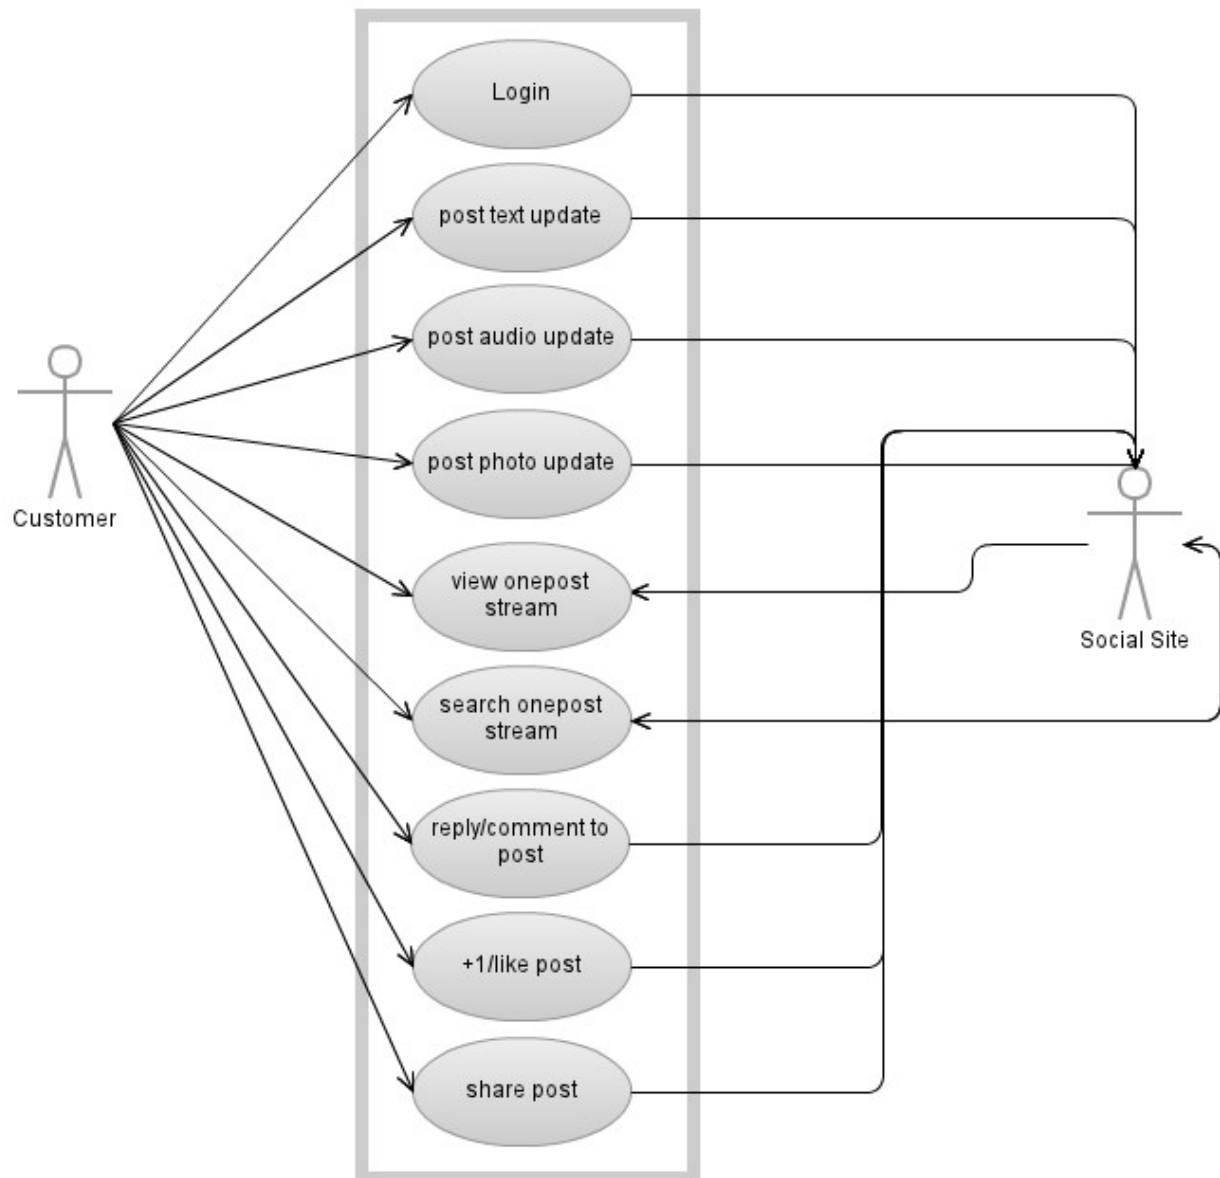 Login
post text update
post audio update
post photo update
Customer
view onepost
stream
Social Site
search onepost
stream
reply/comment to
post
+1/like post
share post